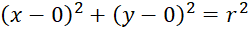 (x − 0)² + (y − 0)² = r²